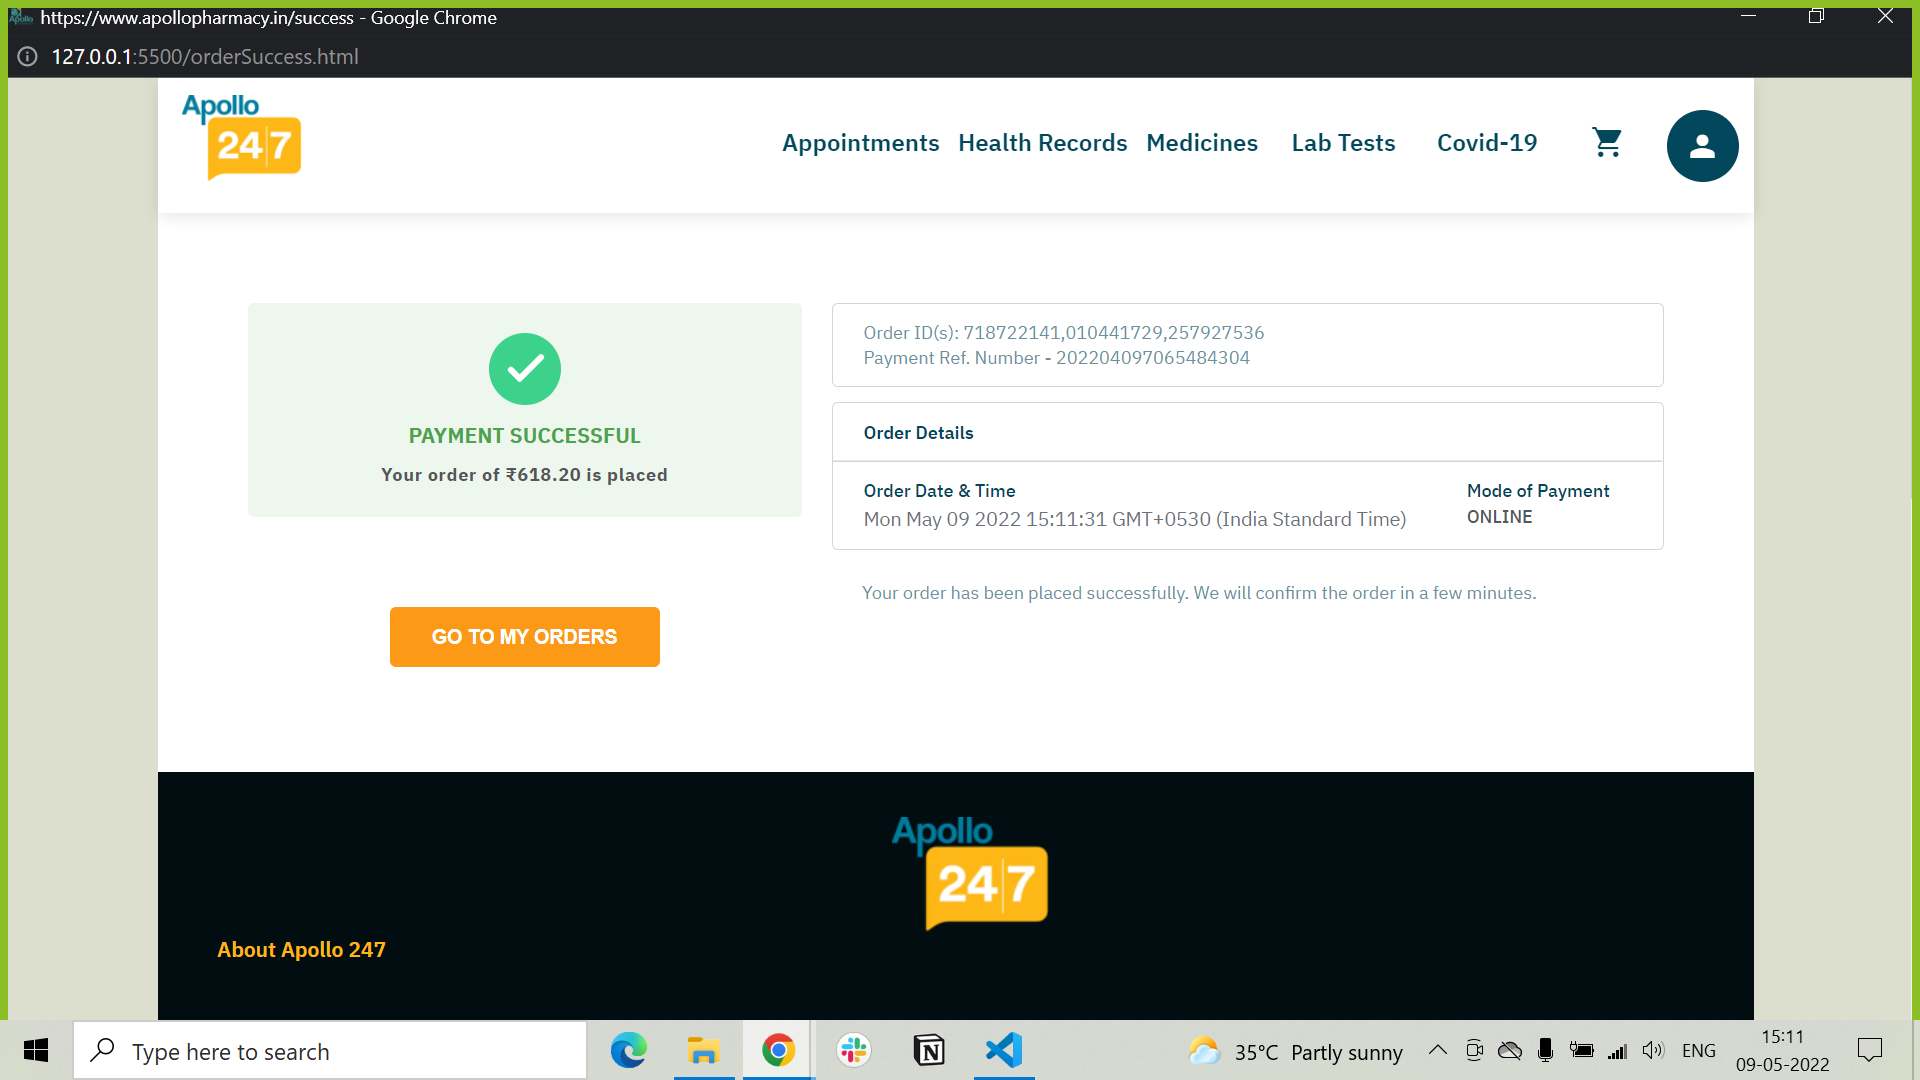 https://www.apollopharmacy.in/success - Google Chrome
127.0.0.1:5500/orderSuccess.html
Apollo
24|7
Appointments Health Records Medicines Lab Tests Covid-19
PAYMENT SUCCESSFUL
Your order of ₹618.20 is placed
GO TO MY ORDERS
Order ID(s): 718722141,010441729,257927536
Payment Ref. Number - 202204097065484304
Order Details
Order Date & Time
Mon May 09 2022 15:11:31 GMT+0530 (India Standard Time)
Mode of Payment
ONLINE
Your order has been placed successfully. We will confirm the order in a few minutes.
Apollo
24|7
About Apollo 247
Type here to search
35°C Partly sunny
ENG
15:11
09-05-2022